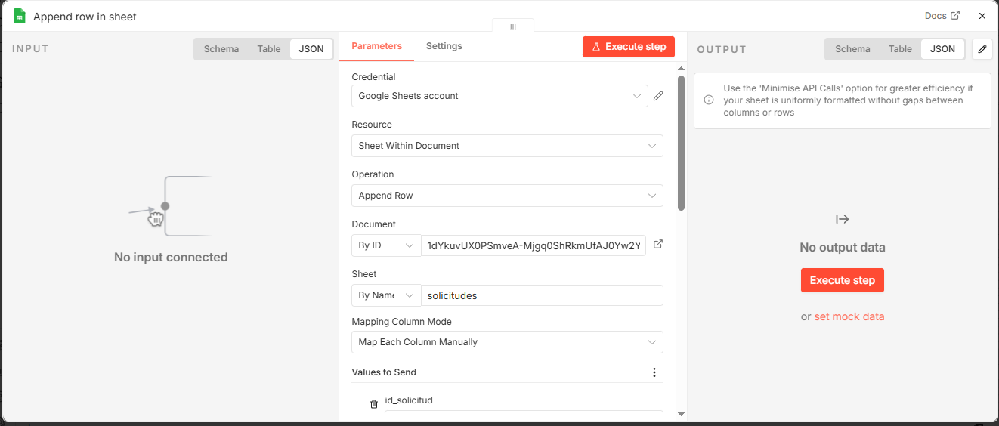 Append row in sheet
Docs
INPUT
Schema
Table
JSON
No input connected
Parameters
Settings
Execute step
Credential
Google Sheets account
Resource
Sheet Within Document
Operation
Append Row
Document
By ID
1dYkuvUX0PSmveA-Mjgq0ShRkmUfAJ0Yw2Y
Sheet
By Name
solicitudes
Mapping Column Mode
Map Each Column Manually
Values to Send
id_solicitud
OUTPUT
Schema
Table
JSON
Use the 'Minimise API Calls' option for greater efficiency if
your sheet is uniformly formatted without gaps between
columns or rows
No output data
Execute step
or set mock data